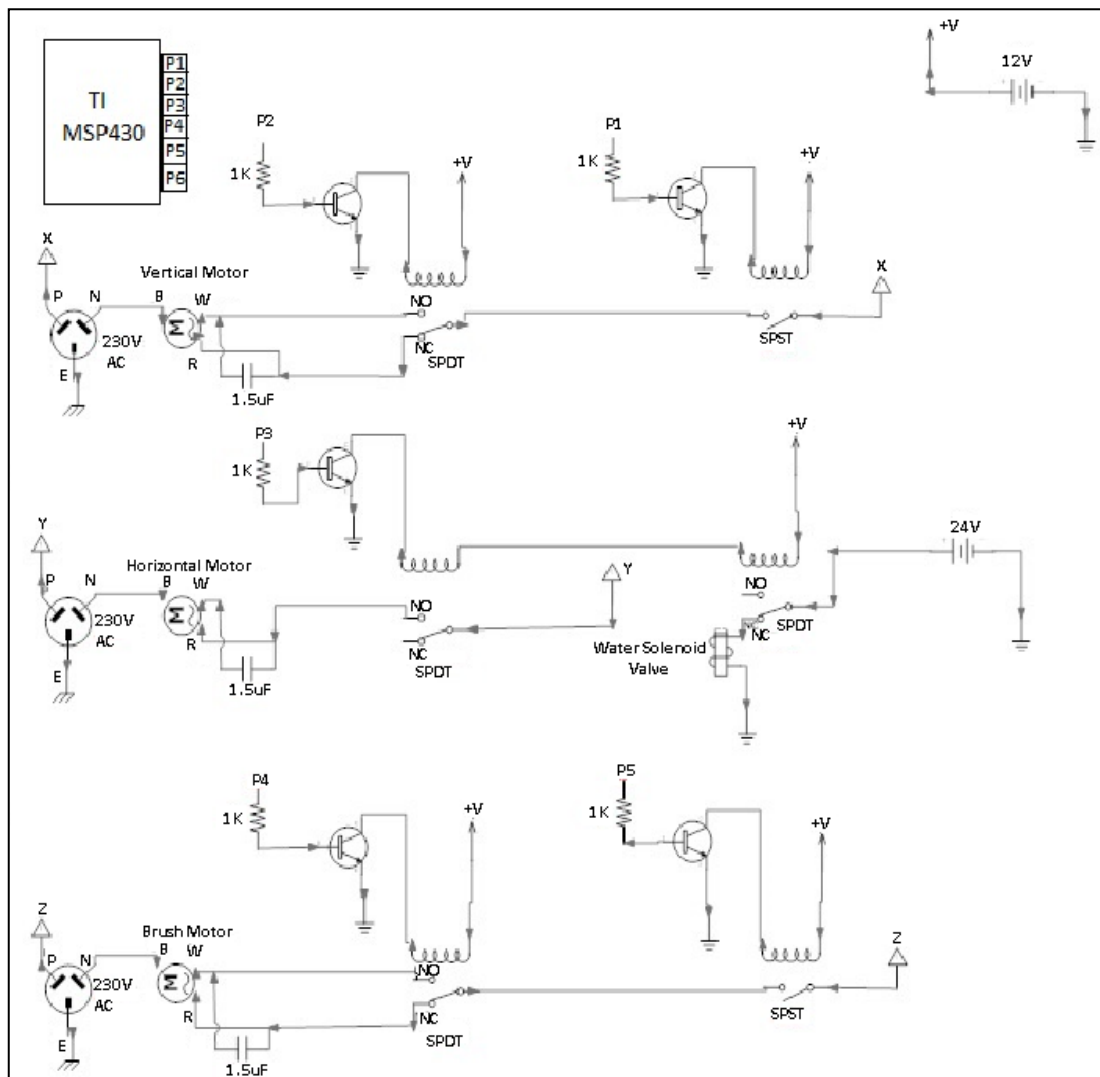 TI
MSP430
P1
P2
P3
P4
P5
P6
+V
12V
P2
1K
+V
P1
1K
+V
X
P
N
230V
AC
E
Vertical Motor
B
W
R
1.5uF
NO
NC
SPDT
SPST
X
P3
1K
+V
24V
Y
P
N
230V
AC
E
Horizontal Motor
B
W
R
1.5uF
NO
NC
SPDT
Y
NO
NC
SPDT
Water Solenoid
Valve
P4
1K
+V
P5
1K
+V
Z
P
N
230V
AC
E
Brush Motor
B
W
R
1.5uF
NO
NC
SPDT
SPST
Z